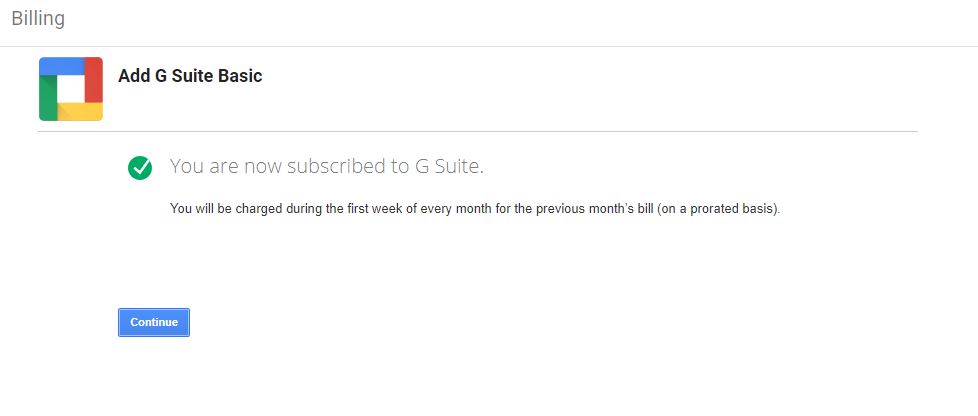 Billing
Add G Suite Basic
You are now subscribed to G Suite.
You will be charged during the first week of every month for the previous month's bill (on a prorated basis).
Continue